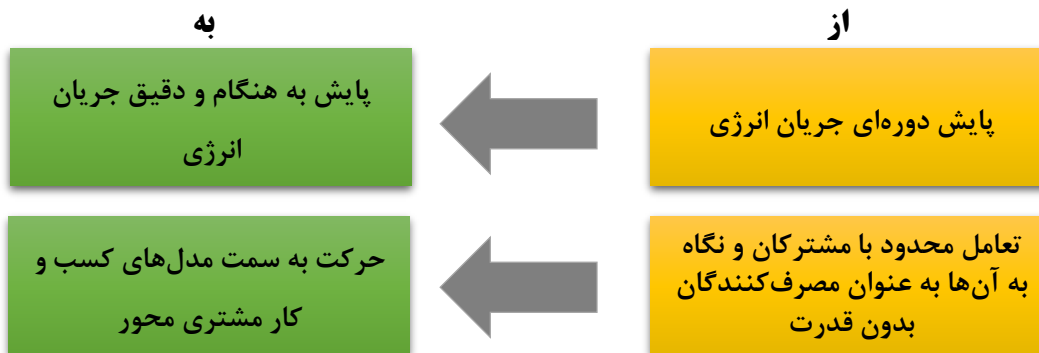 از
به
پایش دوره‌ای جریان انرژی
پایش به هنگام و دقیق جریان
انرژی
تعامل محدود با مشترکان و نگاه
به آن‌ها به عنوان مصرف‌کنندگان
بدون قدرت
حرکت به سمت مدل‌های کسب و
کار مشتری محور